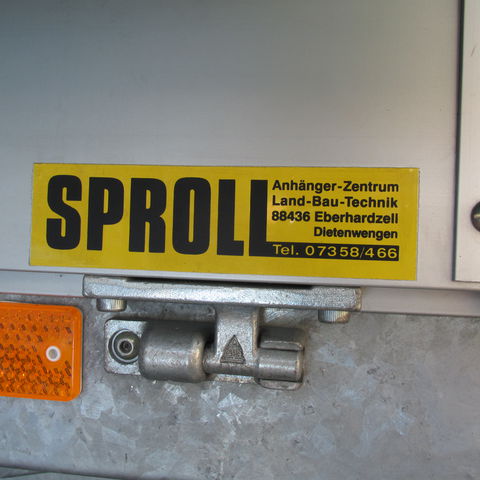 SPROLL
Anhänger-Zentrum
Land-Bau-Technik
88436 Eberhardzell
Dietenwengen
Tel. 07358/466